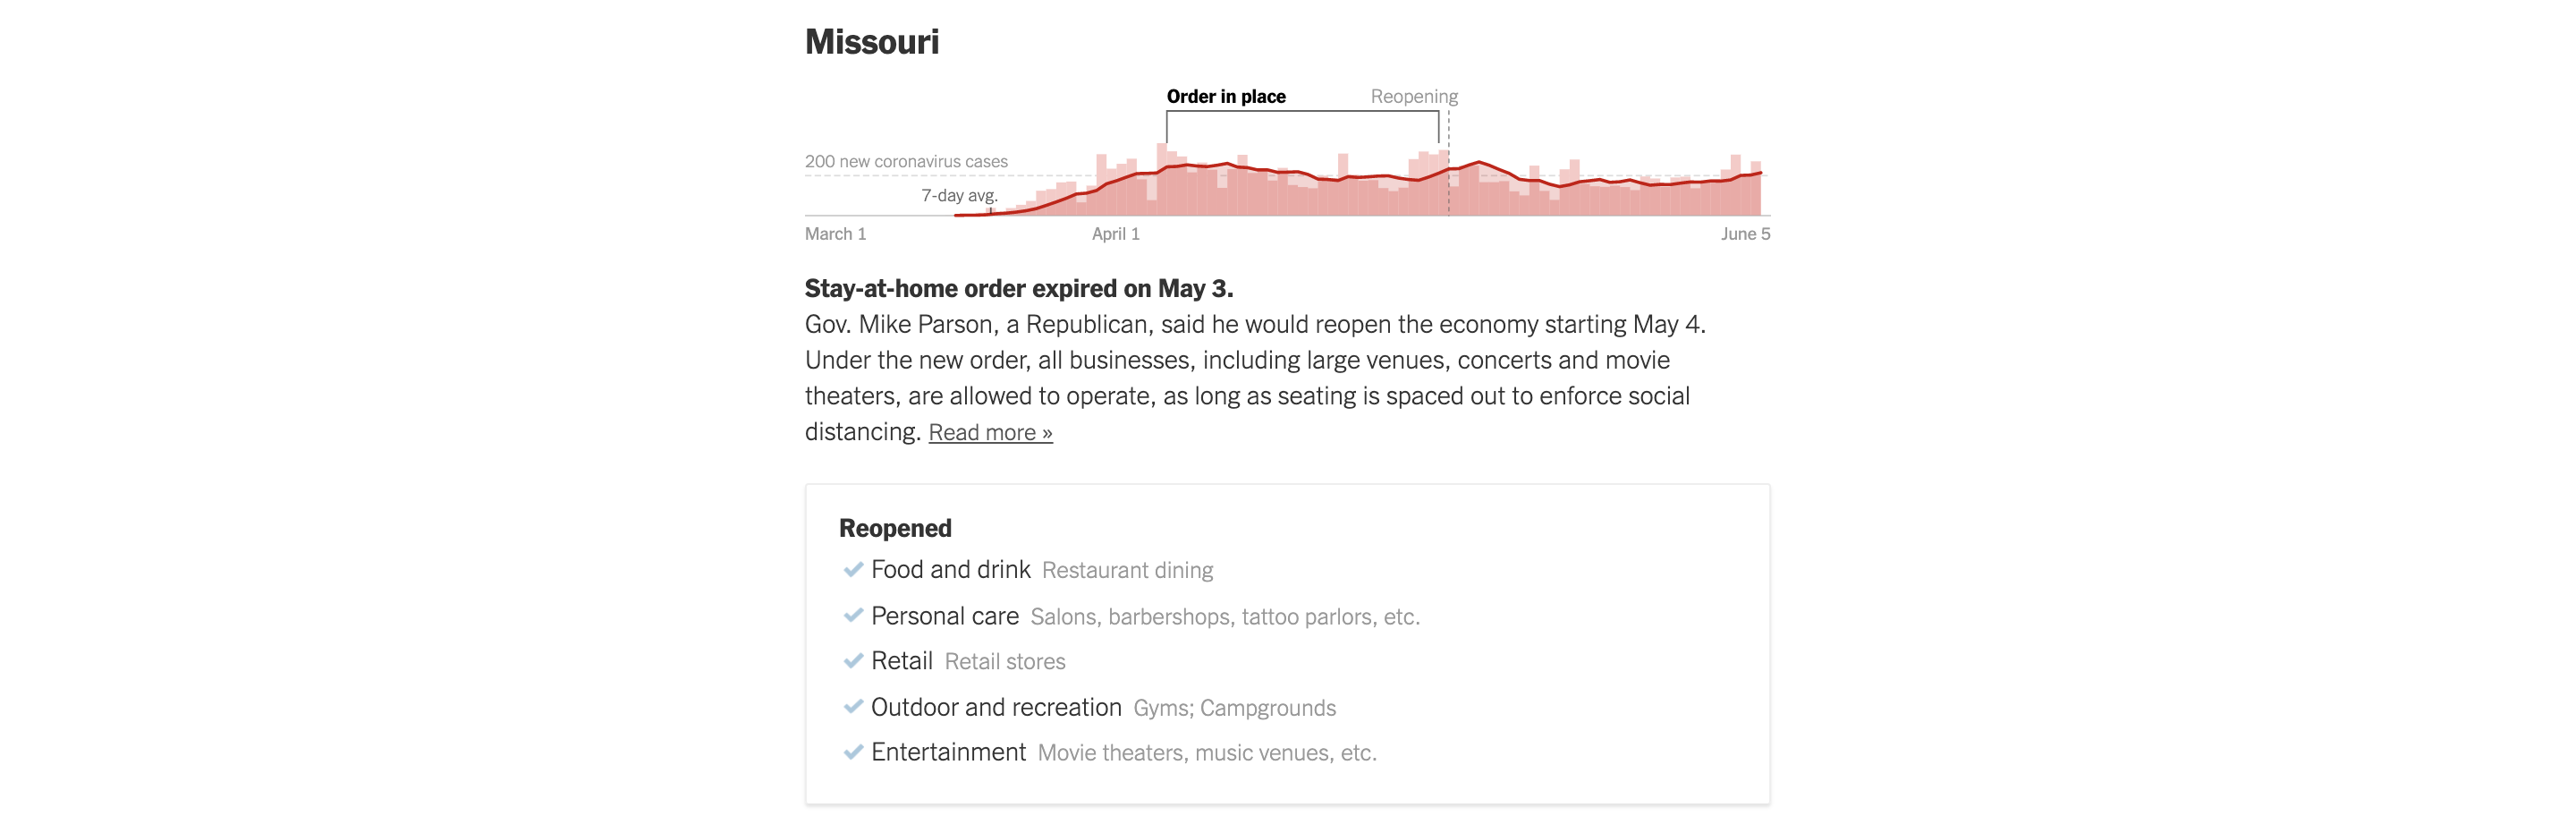 Missouri
Order in place
Reopening
200 new coronavirus cases
7-day avg.
March 1
April 1
June 5
Stay-at-home order expired on May 3.
Gov. Mike Parson, a Republican, said he would reopen the economy starting May 4.
Under the new order, all businesses, including large venues, concerts and movie
theaters, are allowed to operate, as long as seating is spaced out to enforce social
distancing. Read more »
Reopened
Food and drink Restaurant dining
Personal care Salons, barbershops, tattoo parlors, etc.
Retail Retail stores
Outdoor and recreation Gyms; Campgrounds
Entertainment Movie theaters, music venues, etc.